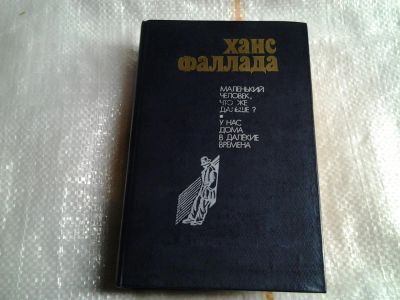 ханс
фаллада
МАЛЕНЬКИЙ
ЧЕЛОВЕК,
ЧТО ЖЕ
ДАЛЬШЕ?
У НАС
ДОМА
В ДАЛЕКИЕ
ВРЕМЕНА